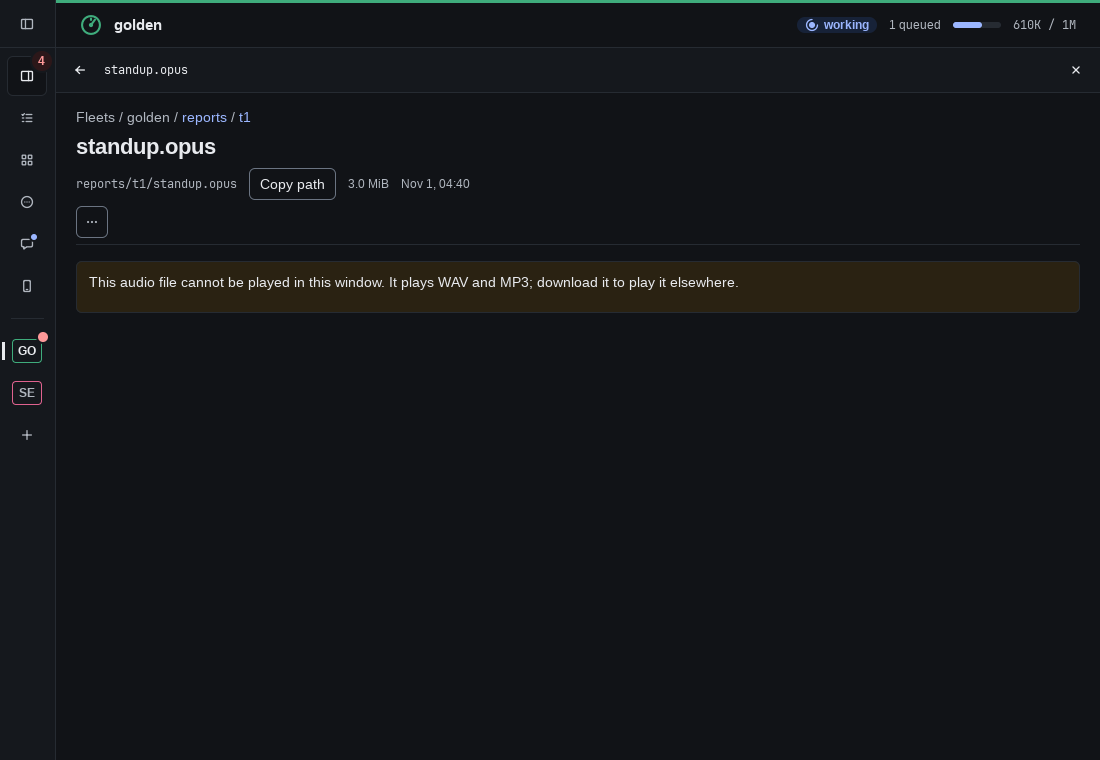 golden
working
1 queued
610K / 1M
4
standup.opus
Fleets / golden / reports / t1
standup.opus
reports/t1/standup.opus
Copy path
3.0 MiB
Nov 1, 04:40
This audio file cannot be played in this window. It plays WAV and MP3; download it to play it elsewhere.
GO
SE